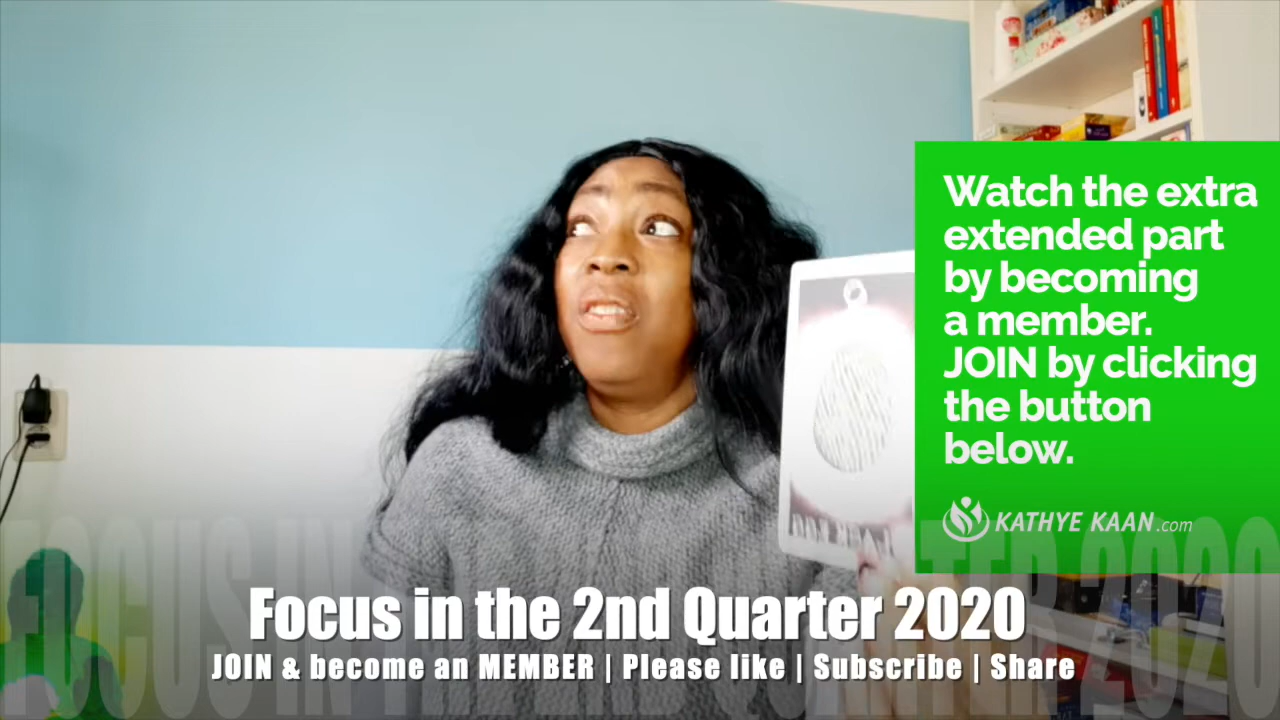 Watch the extra
extended part
by becoming
a member.
JOIN by clicking
the button
below.
KATHYE KAAN.com
Focus in the 2nd Quarter 2020
JOIN & become an MEMBER | Please like | Subscribe | Share